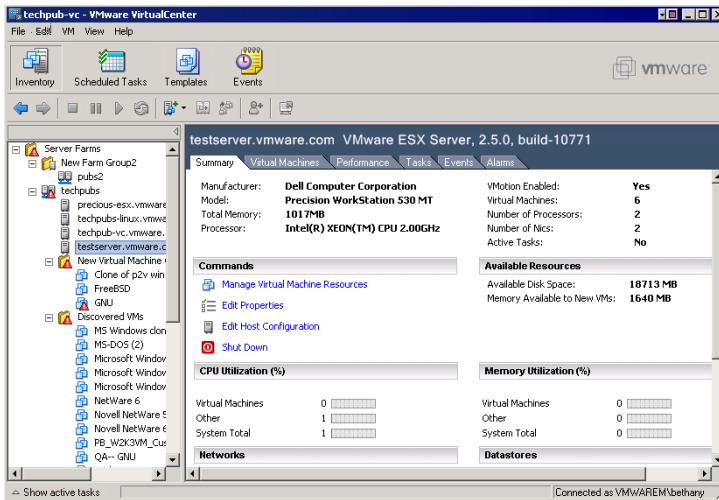 techpub-vc - VMware VirtualCenter
File Edit VM View Help
Inventory Scheduled Tasks Templates Events
vmware
testserver.vmware.com VMware ESX Server, 2.5.0, build-10771
Summary Virtual Machines Performance Tasks Events Alarms
Server Farms
New Farm Group2
pubs2
techpubs
precious-esx.vmware
techpubs-linux.vmwa
techpub-vc.vmware.
testserver.vmware.c
New Virtual Machine
Clone of p2v win
FreeBSD
GNU
Discovered VMs
MS Windows clon
MS-DOS (2)
Microsoft Window
Microsoft Window
Microsoft Window
NetWare 6
Novell NetWare 5
Novell NetWare 6
PB_W2K3VM_Cus
QA-- GNU
Manufacturer: Dell Computer Corporation
Model: Precision WorkStation 530 MT
Total Memory: 1017MB
Processor: Intel(R) XEON(TM) CPU 2.00GHz
VMotion Enabled: Yes
Virtual Machines: 6
Number of Processors: 2
Number of Nics: 2
Active Tasks: No
Commands
Manage Virtual Machine Resources
Edit Properties
Edit Host Configuration
Shut Down
Available Resources
Available Disk Space: 18713 MB
Memory Available to New VMs: 1640 MB
CPU Utilization (%)
Virtual Machines 0
Other 1
System Total 1
Memory Utilization (%)
Virtual Machines 0
Other 0
System Total 0
Networks
Datastores
Show active tasks
Connected as VMWAREM\bethany